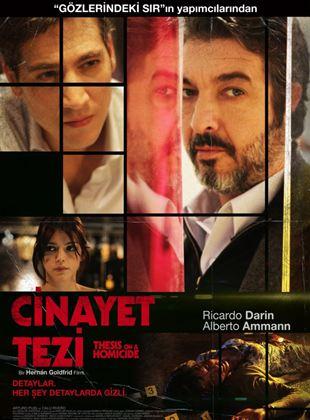 "GÖZLERİNDEKİ SIR"ın yapımcılarından
CİNAYET
TEZİ
THESIS ON A
HOMICIDE
Ricardo Darin
Alberto Ammann
Bir Hernán Goldfrid Filmi
DETAYLAR.
HER ŞEY DETAYLARDA GİZLİ.